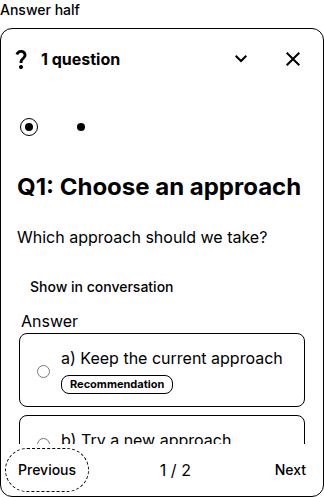 Answer half
? 1 question
Q1: Choose an approach
Which approach should we take?
Show in conversation
Answer
a) Keep the current approach
Recommendation
b) Try a new approach
Previous
1 / 2
Next